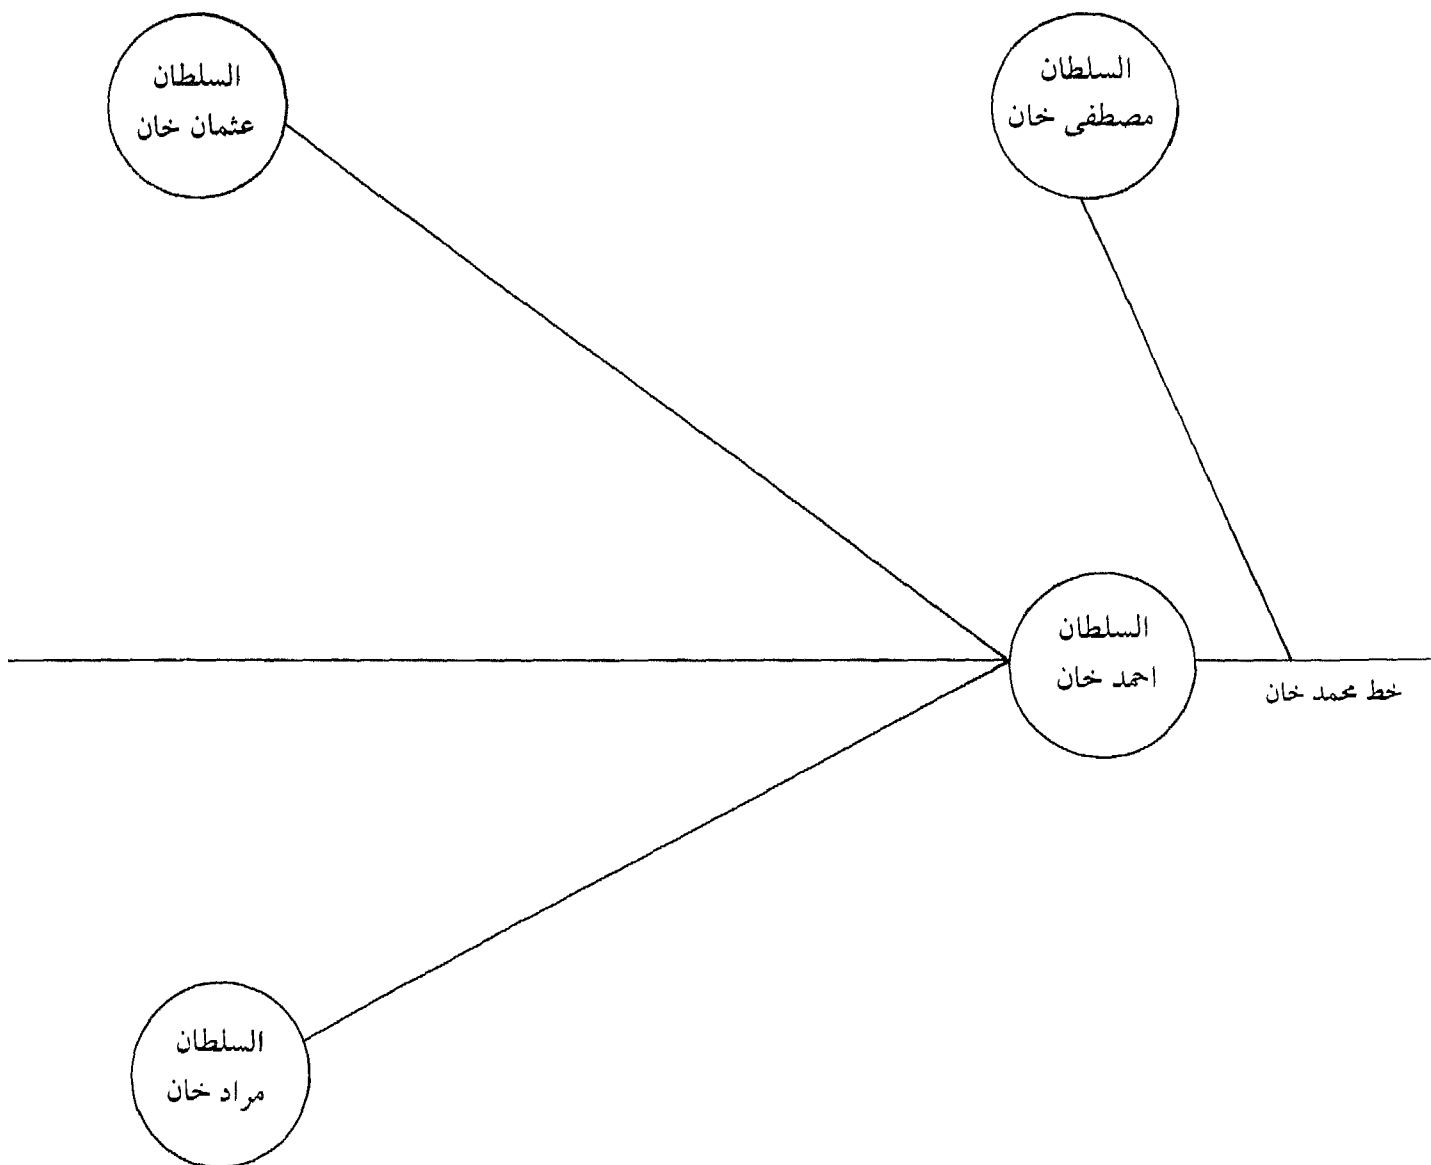 السلطان
مصطفى خان
السلطان
عثمان خان
السلطان
احمد خان
خط محمد خان
السلطان
مراد خان